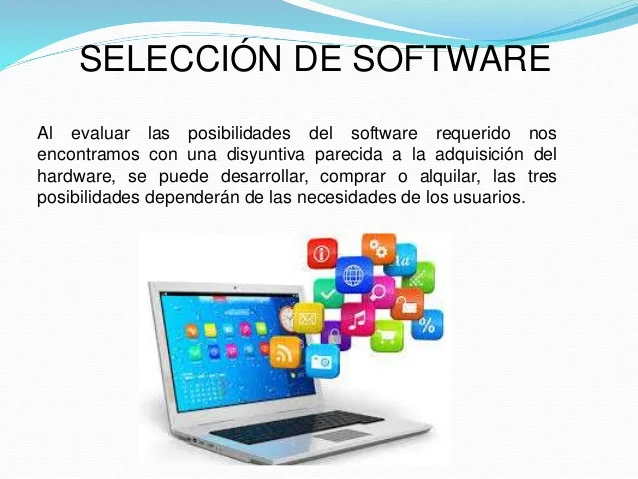 SELECCIÓN DE SOFTWARE
Al evaluar las posibilidades del software requerido nos
encontramos con una disyuntiva parecida a la adquisición del
hardware, se puede desarrollar, comprar o alquilar, las tres
posibilidades dependerán de las necesidades de los usuarios.
Aa
%